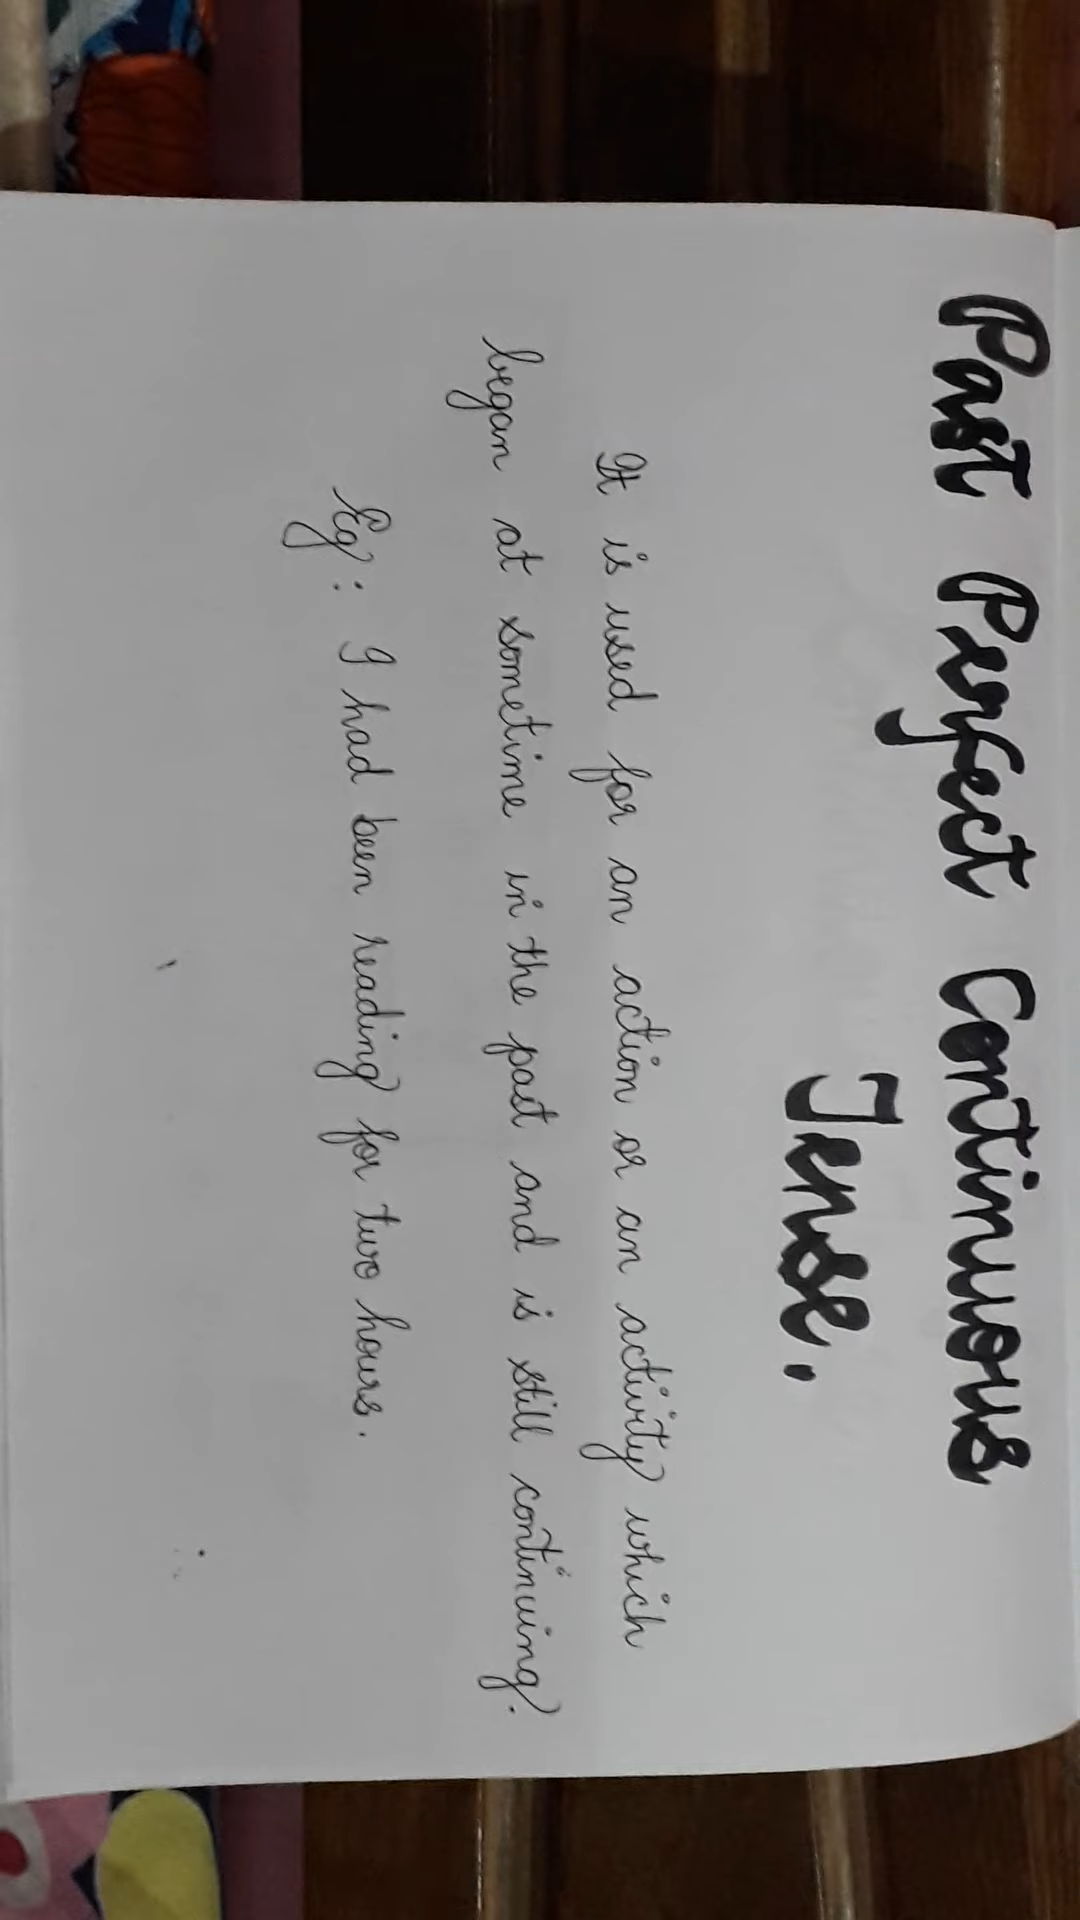 Past Perfect Continuous
Tense.
It is used for an action or an activity which
began at sometime in the past and is still continuing.
Eg: I had been reading for two hours.